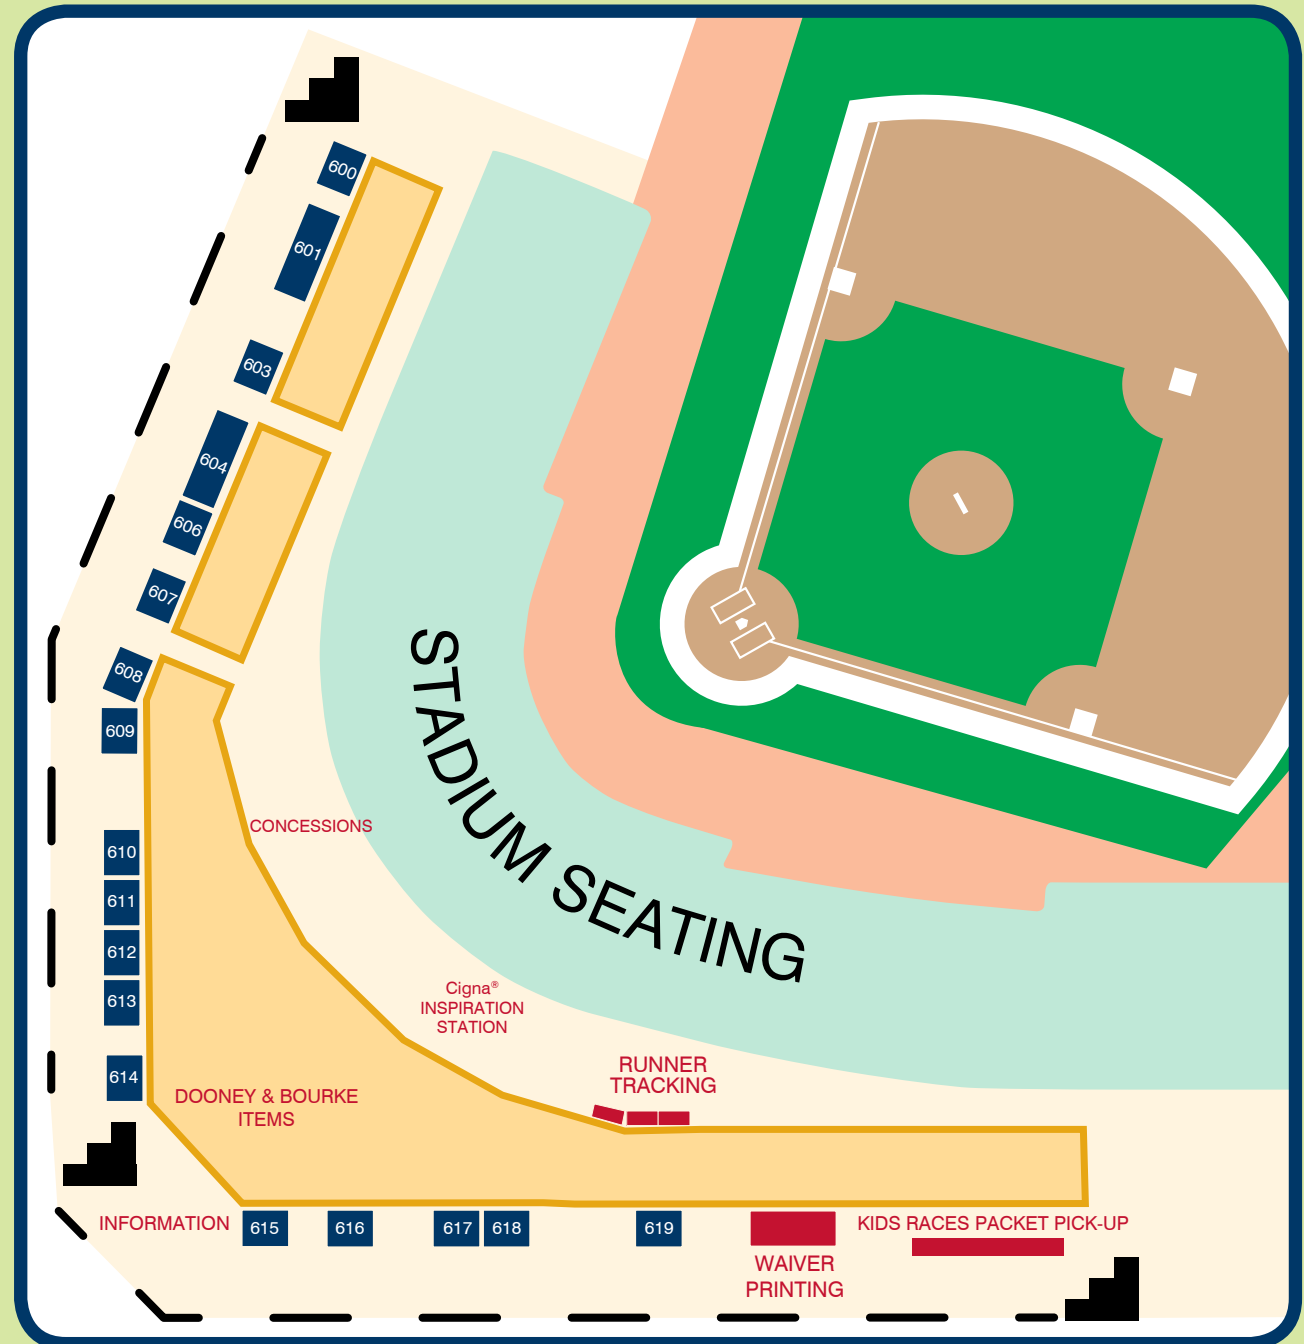 600
601
603
604
606
607
608
609
CONCESSIONS
610
611
612
613
614
STADIUM SEATING
Cigna®
INSPIRATION
STATION
RUNNER
TRACKING
DOONEY & BOURKE
ITEMS
INFORMATION
615
616
617
618
619
WAIVER
PRINTING
KIDS RACES PACKET PICK-UP